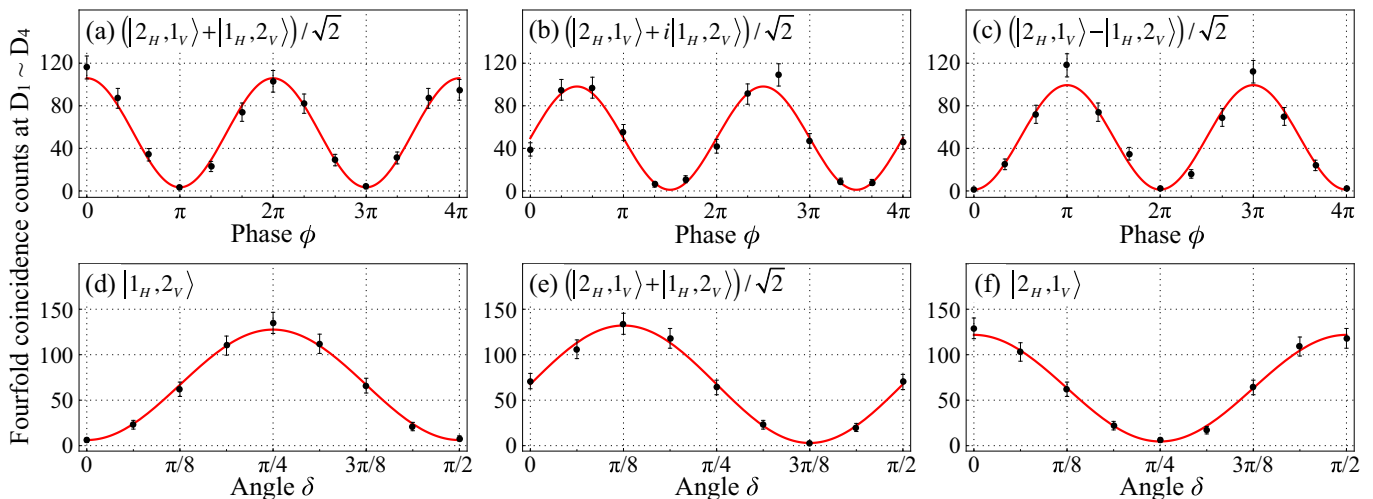 Fourfold coincidence counts at D₁ ~ D₄
(a) (|2_H,1_V⟩+|1_H,2_V⟩)/√2
120
80
40
0
0 π 2π 3π 4π
Phase ϕ
(b) (|2_H,1_V⟩+i|1_H,2_V⟩)/√2
120
80
40
0
0 π 2π 3π 4π
Phase ϕ
(c) (|2_H,1_V⟩−|1_H,2_V⟩)/√2
120
80
40
0
0 π 2π 3π 4π
Phase ϕ
(d) |1_H,2_V⟩
150
100
50
0
0 π/8 π/4 3π/8 π/2
Angle δ
(e) (|2_H,1_V⟩+|1_H,2_V⟩)/√2
150
100
50
0
0 π/8 π/4 3π/8 π/2
Angle δ
(f) |2_H,1_V⟩
150
100
50
0
0 π/8 π/4 3π/8 π/2
Angle δ